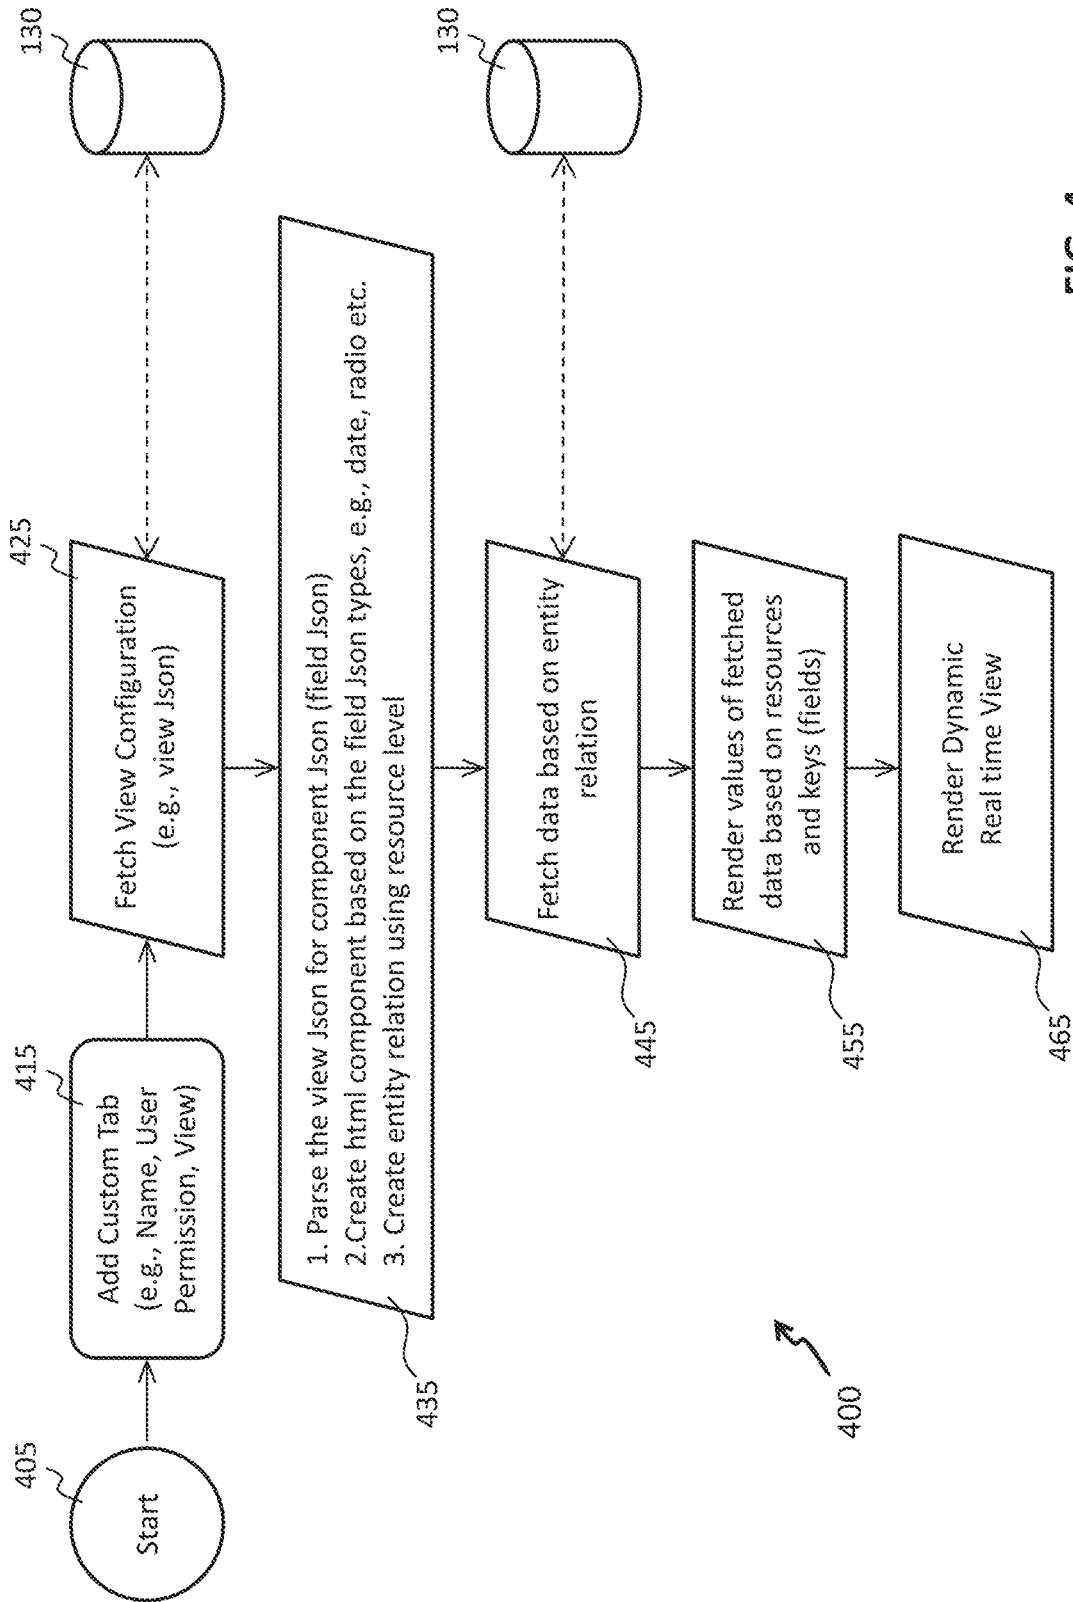 405
Start
415
Add Custom Tab
(e.g., Name, User
Permission, View)
425
Fetch View Configuration
(e.g., view Json)
130
435
1. Parse the view Json for component Json (field Json)
2.Create html component based on the field Json types, e.g., date, radio etc.
3. Create entity relation using resource level
445
Fetch data based on entity
relation
130
455
Render values of fetched
data based on resources
and keys (fields)
465
Render Dynamic
Real time View
400